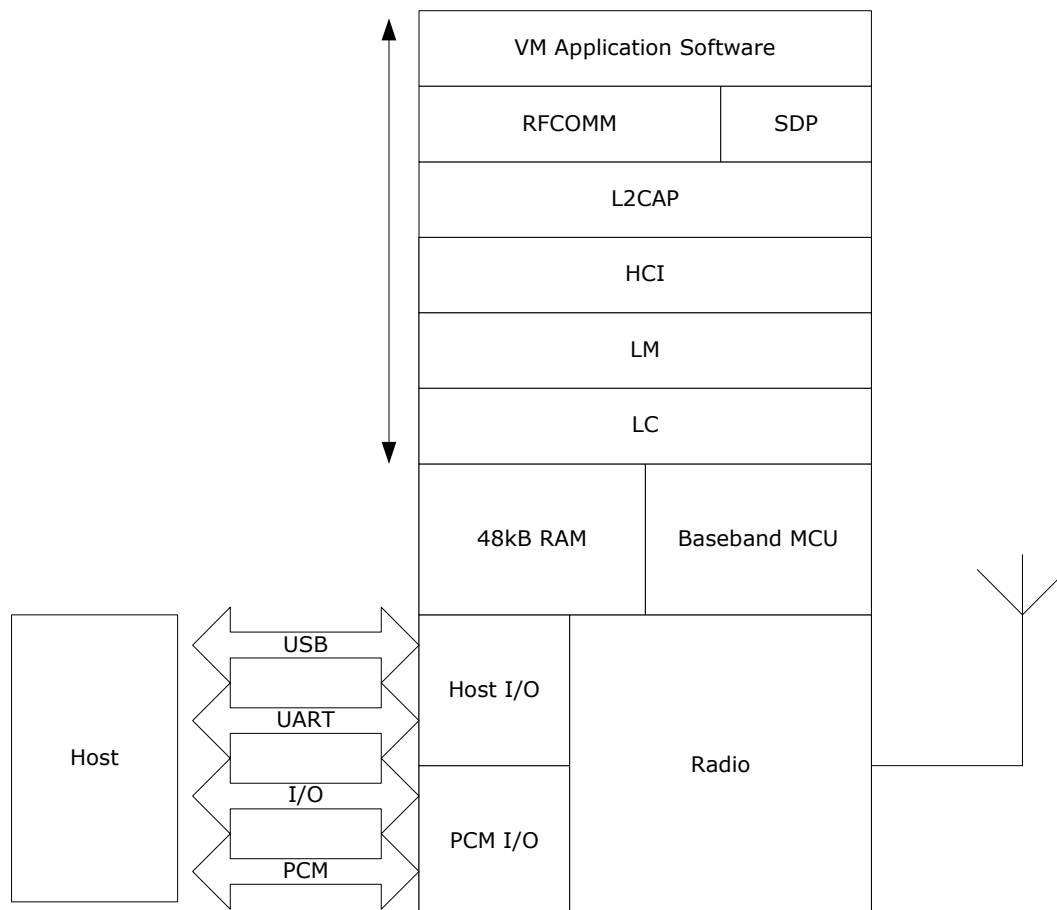 VM Application Software
RFCOMM
SDP
L2CAP
HCI
LM
LC
48kB RAM
Baseband MCU
USB
Host I/O
UART
Host
Radio
I/O
PCM I/O
PCM